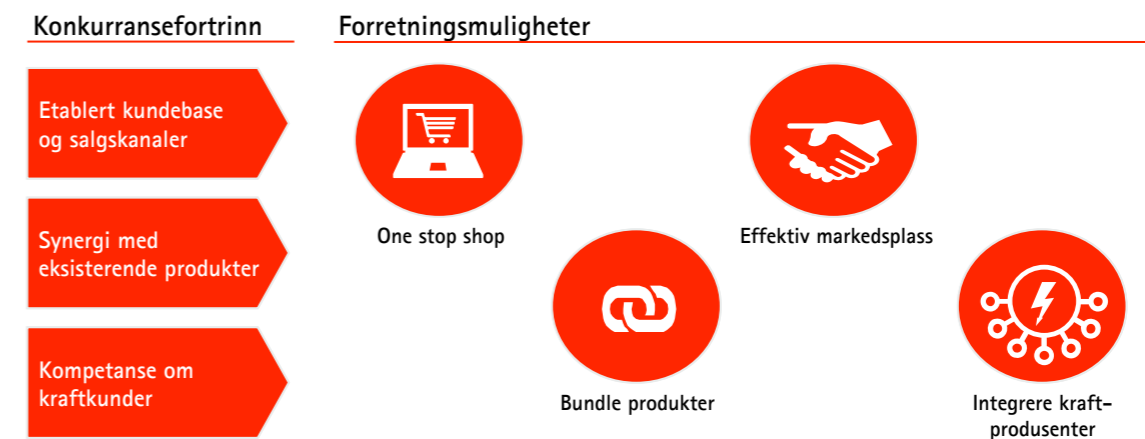 Konkurransefortrinn
Etablert kundebase
og salgskanaler
Synergi med
eksisterende produkter
Kompetanse om
kraftkunder
Forretningsmuligheter
One stop shop
Effektiv markedsplass
Bundle produkter
Integrere kraft-
produsenter